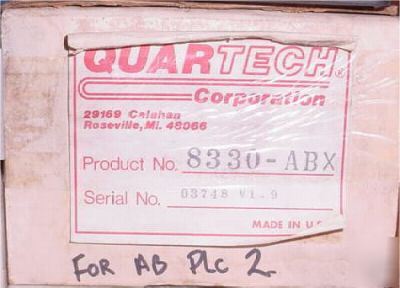 QUARTECH®
Corporation
29169 Calahan
Roseville, MI. 48066
Product No. 8330-ABX
Serial No. 03748 V1.9
MADE IN U.S
FOR AB PLC 2